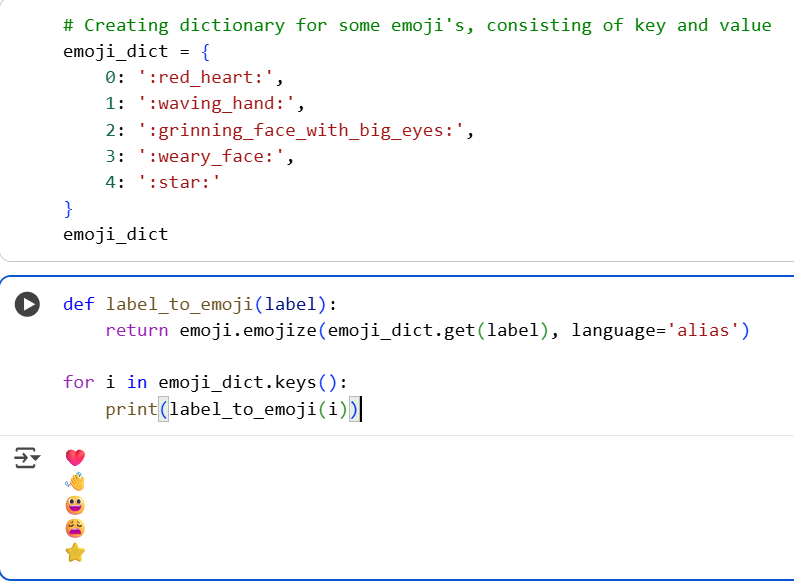 # Creating dictionary for some emoji's, consisting of key and value
emoji_dict = {
    0: ':red_heart:',
    1: ':waving_hand:',
    2: ':grinning_face_with_big_eyes:',
    3: ':weary_face:',
    4: ':star:'
}
emoji_dict
def label_to_emoji(label):
    return emoji.emojize(emoji_dict.get(label), language='alias')
for i in emoji_dict.keys():
    print(label_to_emoji(i))
❤️
👋
😃
😩
⭐